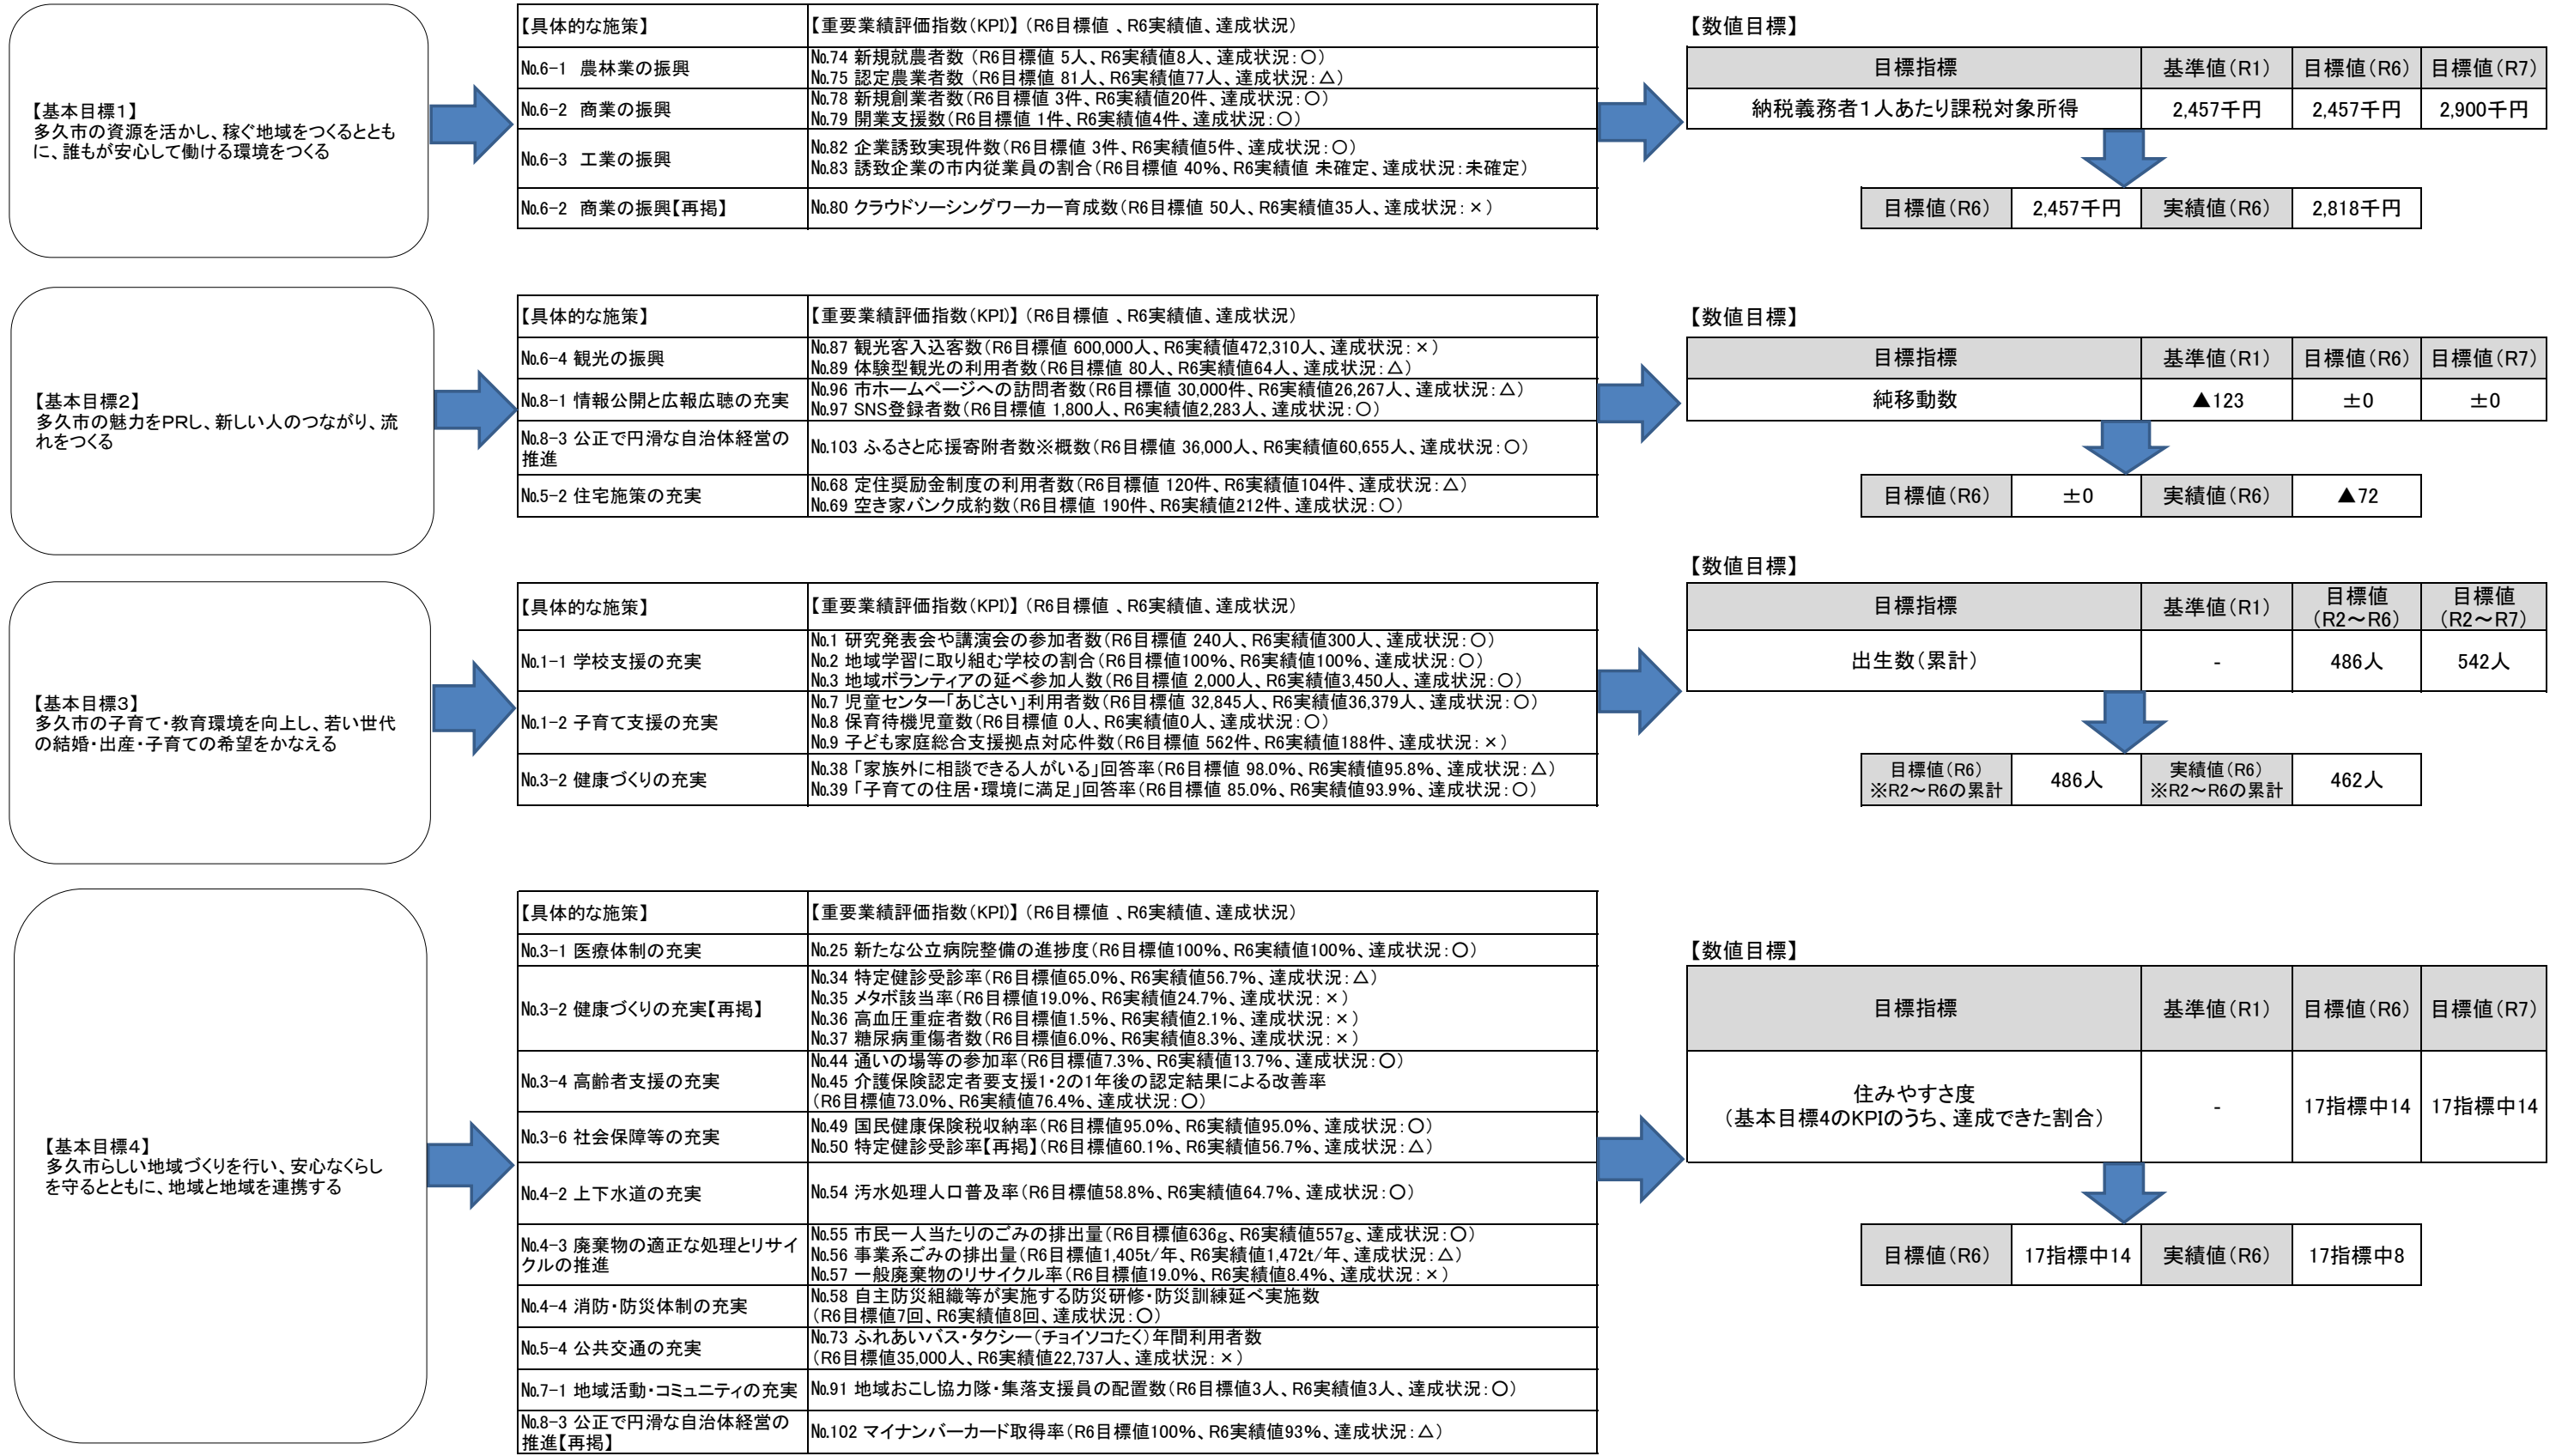 【基本目標1】
多久市の資源を活かし、稼ぐ地域をつくるととも
に、誰もが安心して働ける環境をつくる
【具体的な施策】
【重要業績評価指数(KPI)】 (R6目標値 、R6実績値、達成状況)
№6-1 農林業の振興
№74 新規就農者数 (R6目標値 5人、R6実績値8人、達成状況:〇)
№75 認定農業者数 (R6目標値 81人、R6実績値77人、達成状況:△)
№6-2 商業の振興
№78 新規創業者数(R6目標値 3件、R6実績値20件、達成状況:〇)
№79 開業支援数(R6目標値 1件、R6実績値4件、達成状況:〇)
№6-3 工業の振興
№82 企業誘致実現件数(R6目標値 3件、R6実績値5件、達成状況:〇)
№83 誘致企業の市内従業員の割合(R6目標値 40%、R6実績値 未確定、達成状況:未確定)
№6-2 商業の振興【再掲】
№80 クラウドソーシングワーカー育成数(R6目標値 50人、R6実績値35人、達成状況:×)
【数値目標】
目標指標 基準値(R1) 目標値(R6) 目標値(R7)
納税義務者1人あたり課税対象所得 2,457千円 2,457千円 2,900千円
目標値(R6) 2,457千円 実績値(R6) 2,818千円
【基本目標2】
多久市の魅力をPRし、新しい人のつながり、流
れをつくる
【具体的な施策】
【重要業績評価指数(KPI)】 (R6目標値 、R6実績値、達成状況)
№6-4 観光の振興
№87 観光客入込客数(R6目標値 600,000人、R6実績値472,310人、達成状況:×)
№89 体験型観光の利用者数(R6目標値 80人、R6実績値64人、達成状況:△)
№8-1 情報公開と広報広聴の充実
№96 市ホームページへの訪問者数(R6目標値 30,000件、R6実績値26,267人、達成状況:△)
№97 SNS登録者数(R6目標値 1,800人、R6実績値2,283人、達成状況:〇)
№8-3 公正で円滑な自治体経営の
推進
№103 ふるさと応援寄附者数※概数(R6目標値 36,000人、R6実績値60,655人、達成状況:〇)
№5-2 住宅施策の充実
№68 定住奨励金制度の利用者数(R6目標値 120件、R6実績値104件、達成状況:△)
№69 空き家バンク成約数(R6目標値 190件、R6実績値212件、達成状況:〇)
【数値目標】
目標指標 基準値(R1) 目標値(R6) 目標値(R7)
純移動数 ▲123 ±0 ±0
目標値(R6) ±0 実績値(R6) ▲72
【基本目標3】
多久市の子育て・教育環境を向上し、若い世代
の結婚・出産・子育ての希望をかなえる
【具体的な施策】
【重要業績評価指数(KPI)】 (R6目標値 、R6実績値、達成状況)
№1-1 学校支援の充実
№1 研究発表会や講演会の参加者数(R6目標値 240人、R6実績値300人、達成状況:〇)
№2 地域学習に取り組む学校の割合(R6目標値100%、R6実績値100%、達成状況:〇)
№3 地域ボランティアの延べ参加人数(R6目標値 2,000人、R6実績値3,450人、達成状況:〇)
№1-2 子育て支援の充実
№7 児童センター「あじさい」利用者数(R6目標値 32,845人、R6実績値36,379人、達成状況:〇)
№8 保育待機児童数(R6目標値 0人、R6実績値0人、達成状況:〇)
№9 子ども家庭総合支援拠点対応件数(R6目標値 562件、R6実績値188件、達成状況:×)
№3-2 健康づくりの充実
№38 「家族外に相談できる人がいる」回答率(R6目標値 98.0%、R6実績値95.8%、達成状況:△)
№39 「子育ての住居・環境に満足」回答率(R6目標値 85.0%、R6実績値93.9%、達成状況:〇)
【数値目標】
目標指標 基準値(R1) 目標値 目標値
(R2~R6) (R2~R7)
出生数(累計) - 486人 542人
目標値(R6) 実績値(R6)
※R2~R6の累計 486人 ※R2~R6の累計 462人
【基本目標4】
多久市らしい地域づくりを行い、安心なくらし
を守るとともに、地域と地域を連携する
【具体的な施策】
【重要業績評価指数(KPI)】 (R6目標値 、R6実績値、達成状況)
№3-1 医療体制の充実
№25 新たな公立病院整備の進捗度(R6目標値100%、R6実績値100%、達成状況:〇)
№3-2 健康づくりの充実【再掲】
№34 特定健診受診率(R6目標値65.0%、R6実績値56.7%、達成状況:△)
№35 メタボ該当率(R6目標値19.0%、R6実績値24.7%、達成状況:×)
№36 高血圧重症者数(R6目標値1.5%、R6実績値2.1%、達成状況:×)
№37 糖尿病重傷者数(R6目標値6.0%、R6実績値8.3%、達成状況:×)
№3-4 高齢者支援の充実
№44 通いの場等の参加率(R6目標値7.3%、R6実績値13.7%、達成状況:〇)
№45 介護保険認定者要支援1・2の1年後の認定結果による改善率
(R6目標値73.0%、R6実績値76.4%、達成状況:〇)
№3-6 社会保障等の充実
№49 国民健康保険税収納率(R6目標値95.0%、R6実績値95.0%、達成状況:〇)
№50 特定健診受診率【再掲】(R6目標値60.1%、R6実績値56.7%、達成状況:△)
№4-2 上下水道の充実
№54 汚水処理人口普及率(R6目標値58.8%、R6実績値64.7%、達成状況:〇)
№4-3 廃棄物の適正な処理とリサイ
クルの推進
№55 市民一人当たりのごみの排出量(R6目標値636g、R6実績値557g、達成状況:〇)
№56 事業系ごみの排出量(R6目標値1,405t/年、R6実績値1,472t/年、達成状況:△)
№57 一般廃棄物のリサイクル率(R6目標値19.0%、R6実績値8.4%、達成状況:×)
№4-4 消防・防災体制の充実
№58 自主防災組織等が実施する防災研修・防災訓練延べ実施数
(R6目標値7回、R6実績値8回、達成状況:〇)
№5-4 公共交通の充実
№73 ふれあいバス・タクシー(チョイソコたく)年間利用者数
(R6目標値35,000人、R6実績値22,737人、達成状況:×)
№7-1 地域活動・コミュニティの充実
№91 地域おこし協力隊・集落支援員の配置数(R6目標値3人、R6実績値3人、達成状況:〇)
№8-3 公正で円滑な自治体経営の
推進【再掲】
№102 マイナンバーカード取得率(R6目標値100%、R6実績値93%、達成状況:△)
【数値目標】
目標指標 基準値(R1) 目標値(R6) 目標値(R7)
住みやすさ度
(基本目標4のKPIのうち、達成できた割合) - 17指標中14 17指標中14
目標値(R6) 17指標中14 実績値(R6) 17指標中8